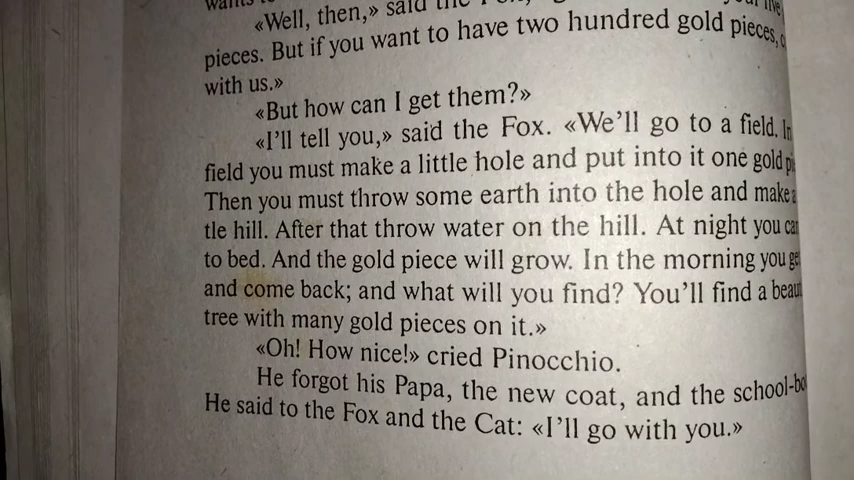 «Well, then,» said the Fox,
pieces. But if you want to have two hundred gold pieces,
with us.»
«But how can I get them?»
«I'll tell you,» said the Fox. «We'll go to a field. In
field you must make a little hole and put into it one gold
Then you must throw some earth into the hole and make a
tle hill. After that throw water on the hill. At night you can
to bed. And the gold piece will grow. In the morning you
and come back; and what will you find? You'll find a
tree with many gold pieces on it.»
«Oh! How nice!» cried Pinocchio.
He forgot his Papa, the new coat, and the
He said to the Fox and the Cat: «I'll go with you.»